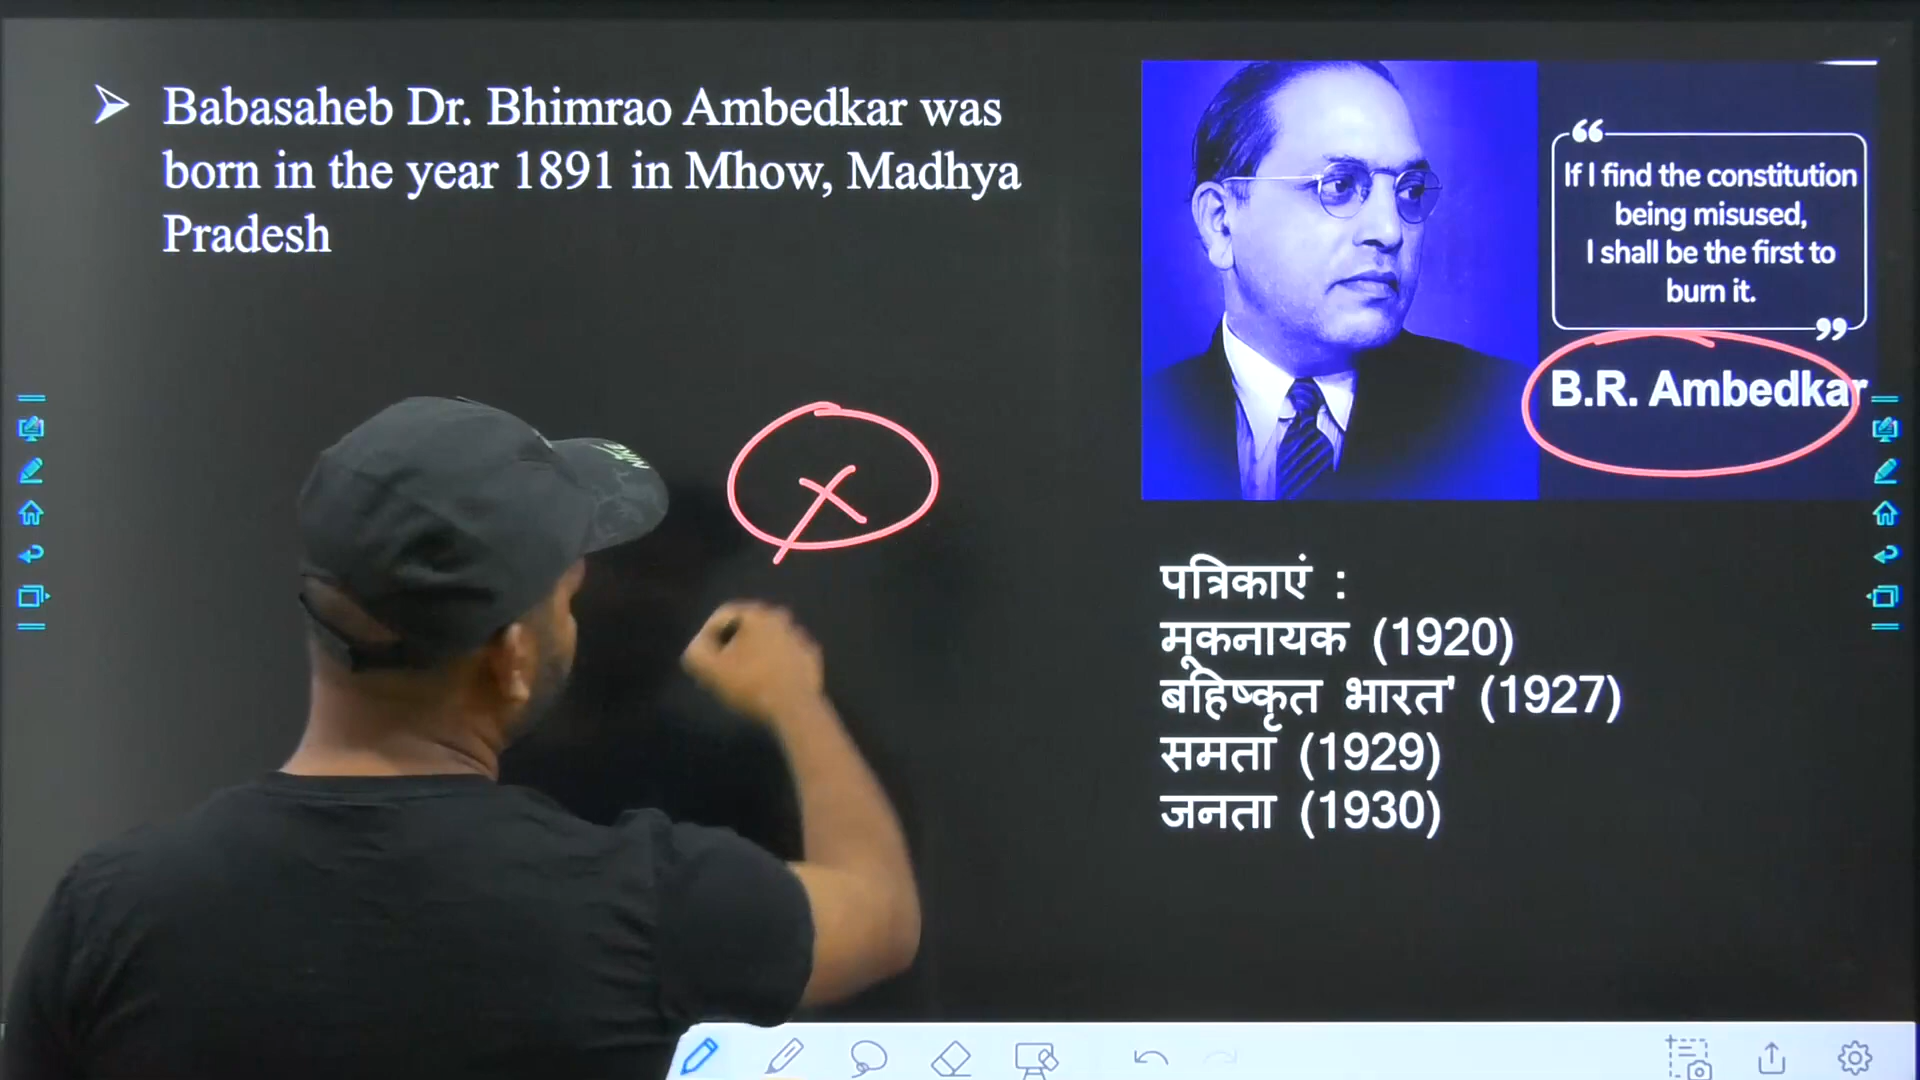 Babasaheb Dr. Bhimrao Ambedkar was
born in the year 1891 in Mhow, Madhya
Pradesh
“
If I find the constitution
being misused,
I shall be the first to
burn it.
”
B.R. Ambedkar
पत्रिकाएं :
मूकनायक (1920)
बहिष्कृत भारत' (1927)
समता (1929)
जनता (1930)
NIKE